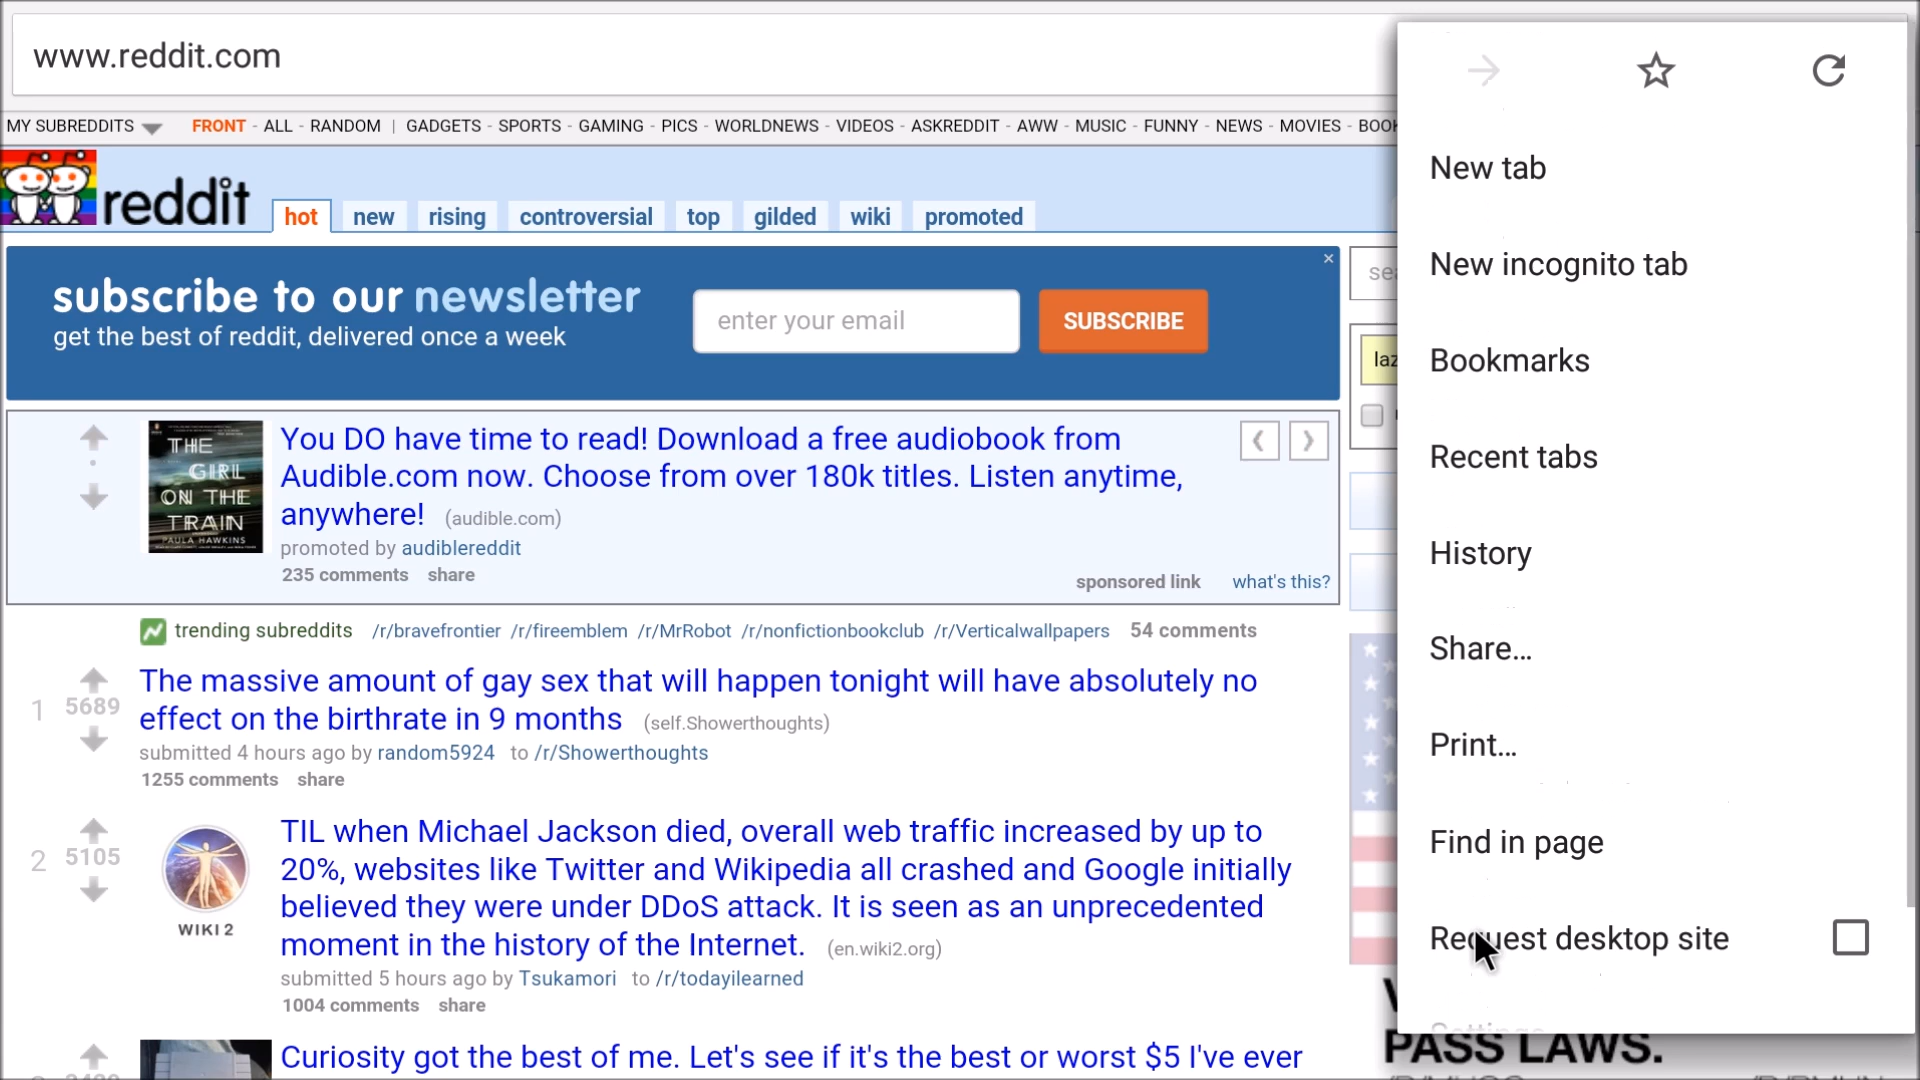 www.reddit.com
MY SUBREDDITS FRONT - ALL - RANDOM | GADGETS - SPORTS - GAMING - PICS - WORLDNEWS - VIDEOS - ASKREDDIT - AWW - MUSIC - FUNNY - NEWS - MOVIES - BOOK
reddit hot new rising controversial top gilded wiki promoted
subscribe to our newsletter
get the best of reddit, delivered once a week
enter your email
SUBSCRIBE
×
sea
laz
THE
GIRL
ON THE
TRAIN
PAULA HAWKINS
You DO have time to read! Download a free audiobook from
Audible.com now. Choose from over 180k titles. Listen anytime,
anywhere! (audible.com)
promoted by audiblereddit
235 comments share
sponsored link what's this?
trending subreddits /r/bravefrontier /r/fireemblem /r/MrRobot /r/nonfictionbookclub /r/Verticalwallpapers 54 comments
1 5689
The massive amount of gay sex that will happen tonight will have absolutely no
effect on the birthrate in 9 months (self.Showerthoughts)
submitted 4 hours ago by random5924 to /r/Showerthoughts
1255 comments share
2 5105
WIKI 2
TIL when Michael Jackson died, overall web traffic increased by up to
20%, websites like Twitter and Wikipedia all crashed and Google initially
believed they were under DDoS attack. It is seen as an unprecedented
moment in the history of the Internet. (en.wiki2.org)
submitted 5 hours ago by Tsukamori to /r/todayilearned
1004 comments share
Curiosity got the best of me. Let's see if it's the best or worst $5 I've ever
PASS LAWS.
New tab
New incognito tab
Bookmarks
Recent tabs
History
Share...
Print...
Find in page
Request desktop site
Settings